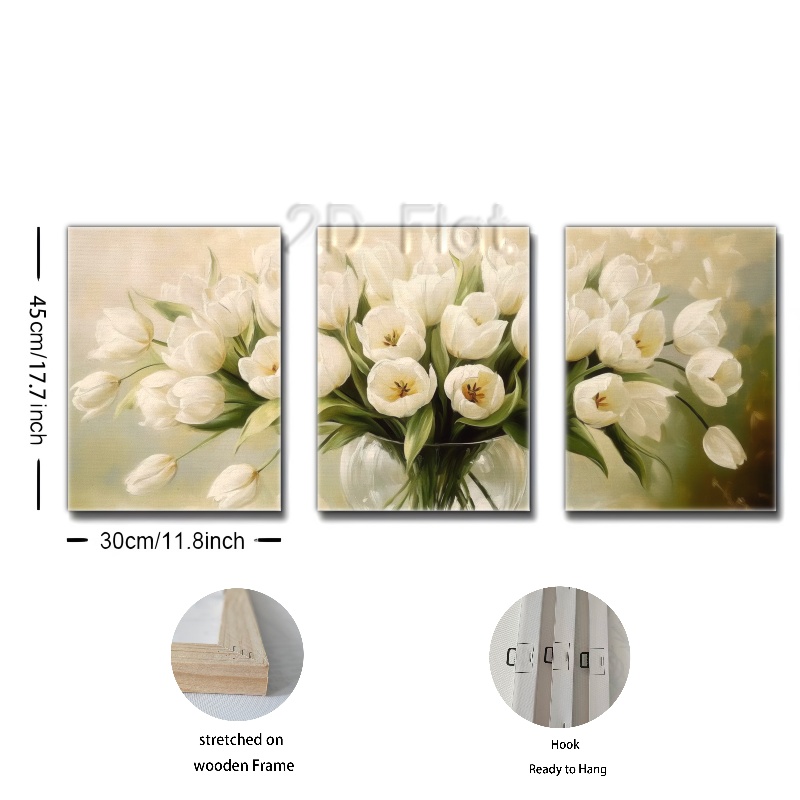 2D Flat
45cm/17.7inch
30cm/11.8inch
stretched on
wooden Frame
Hook
Ready to Hang